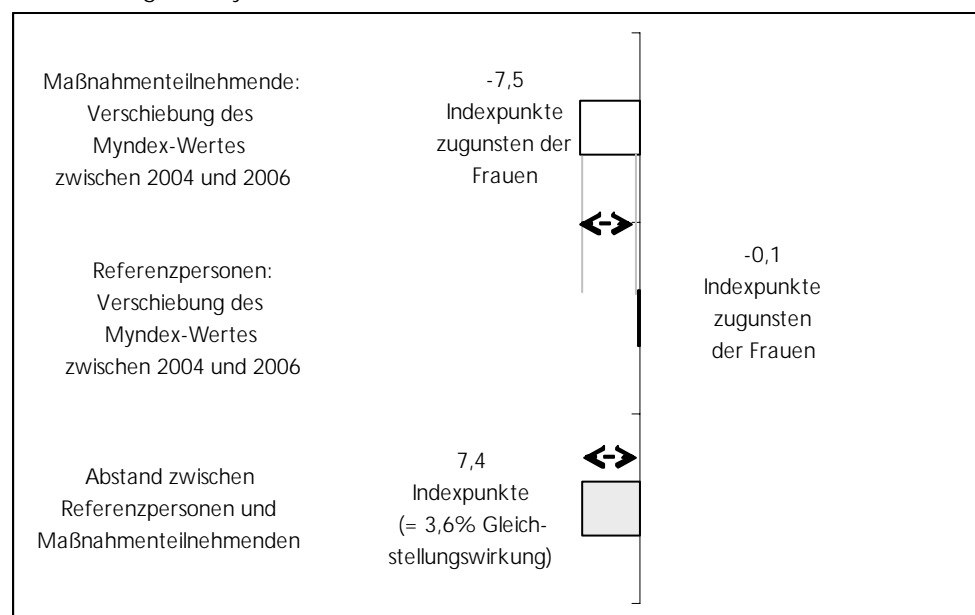 Maßnahmenteilnehmende:
Verschiebung des
Myndex-Wertes
zwischen 2004 und 2006
-7,5
Indexpunkte
zugunsten der
Frauen
Referenzpersonen:
Verschiebung des
Myndex-Wertes
zwischen 2004 und 2006
-0,1
Indexpunkte
zugunsten
der Frauen
Abstand zwischen
Referenzpersonen und
Maßnahmenteilnehmenden
7,4
Indexpunkte
(= 3,6% Gleich-
stellungswirkung)